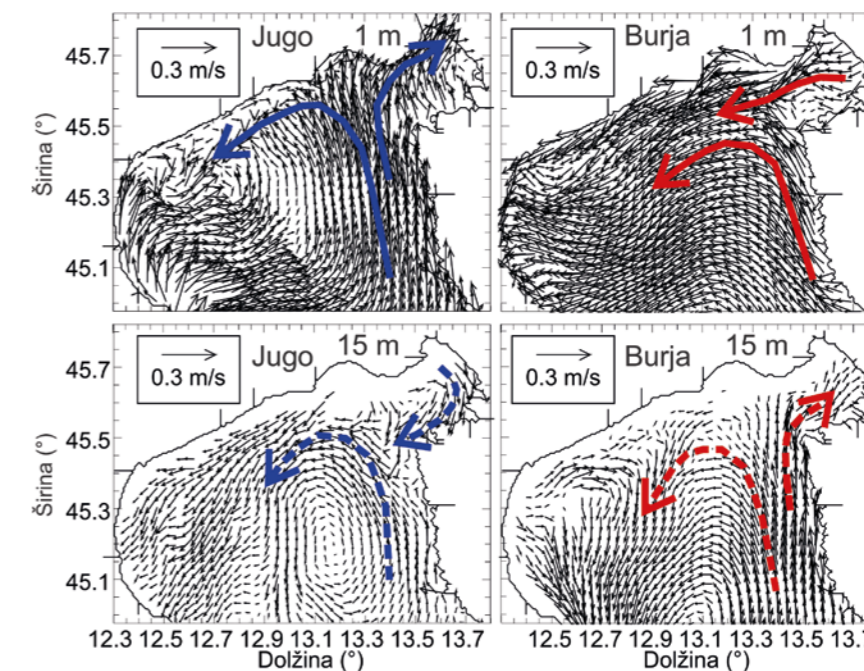 Jugo 1 m
0.3 m/s
Burja 1 m
0.3 m/s
Širina (°)
45.7
45.5
45.3
45.1
Jugo 15 m
0.3 m/s
Burja 15 m
0.3 m/s
Širina (°)
45.7
45.5
45.3
45.1
12.3 12.5 12.7 12.9 13.1 13.3 13.5 13.7
12.5 12.7 12.9 13.1 13.3 13.5 13.7
Dolžina (°)
Dolžina (°)